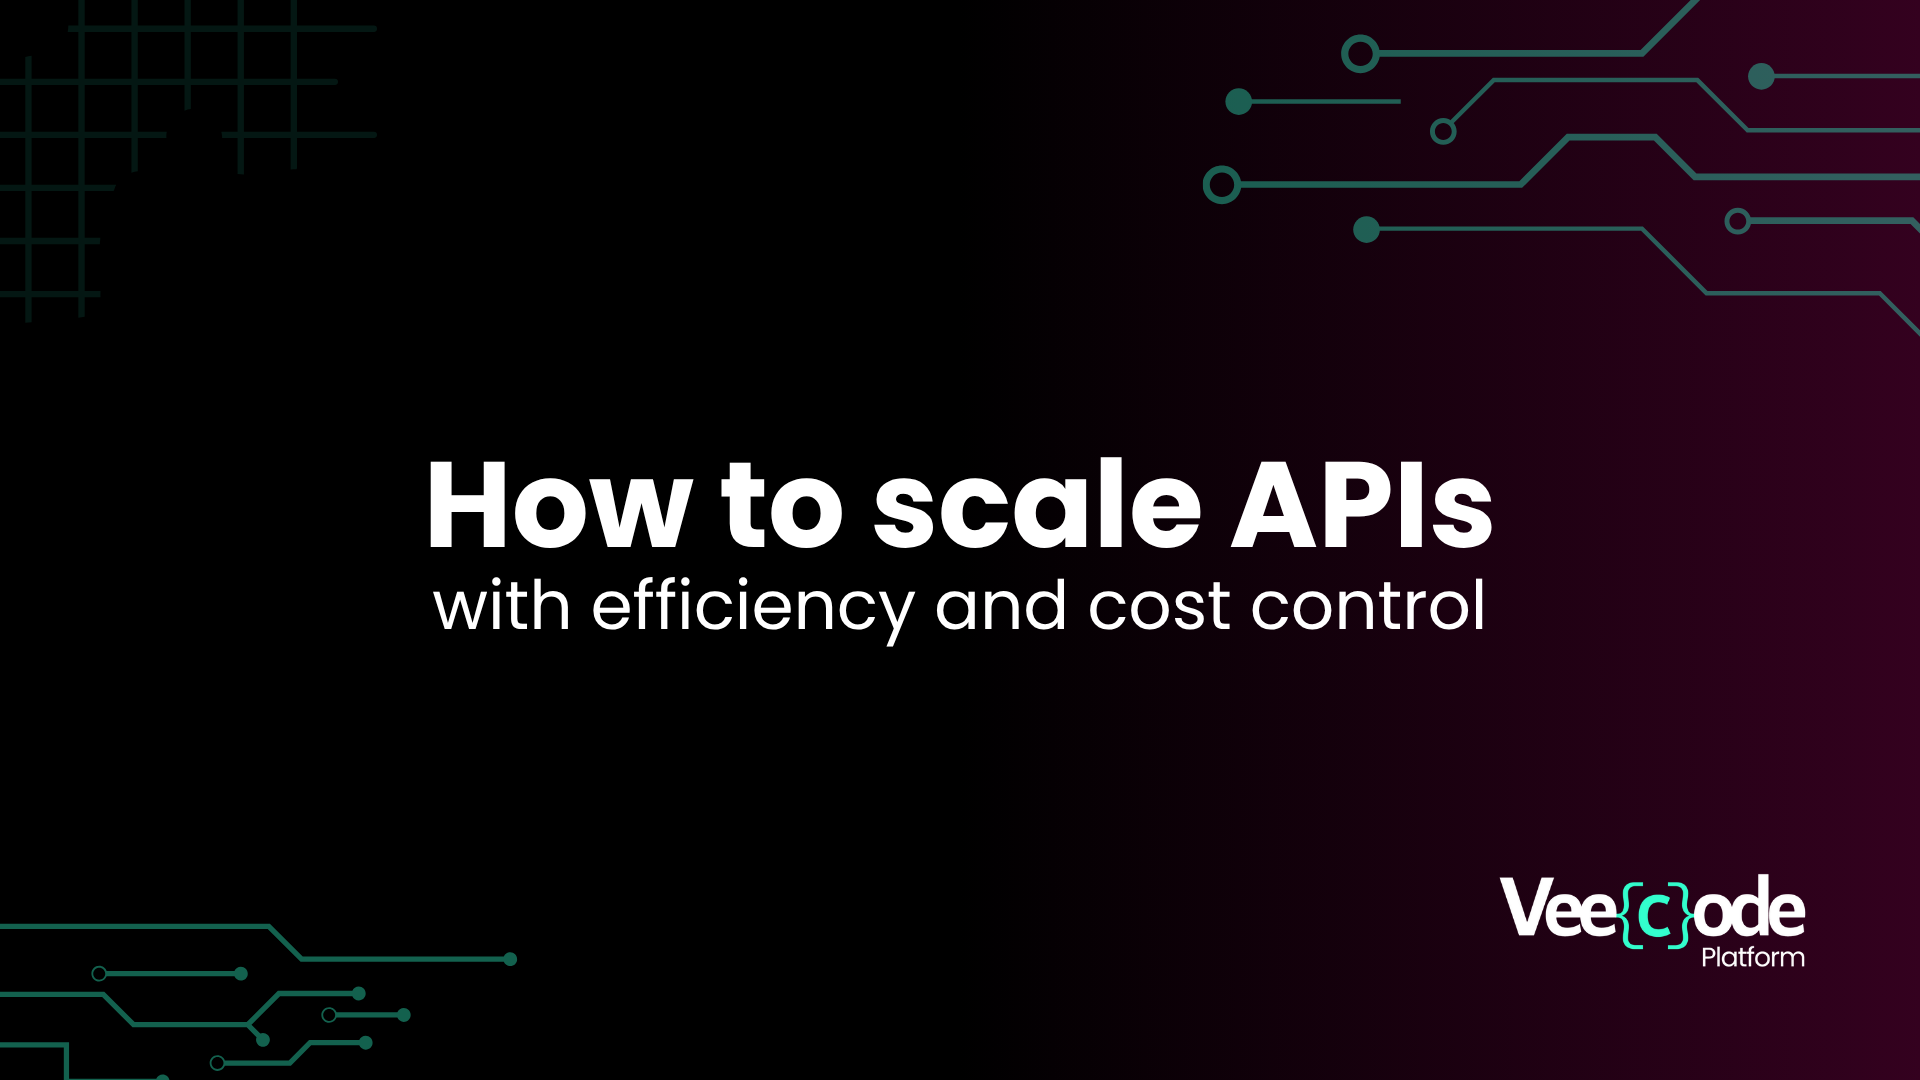 How to scale APIs
with efficiency and cost control
Vee{c}ode
Platform